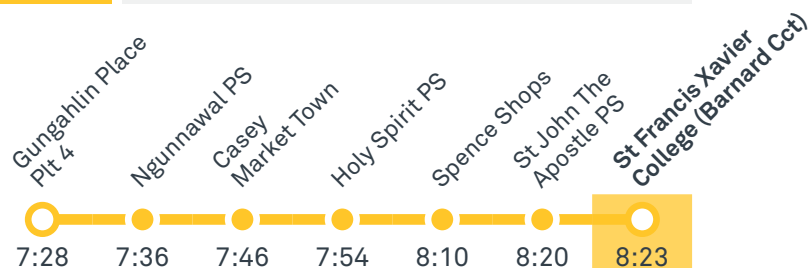 Gungahlin Place
Plt 4
Ngunnawal PS
Casey
Market Town
Holy Spirit PS
Spence Shops
St John The
Apostle PS
St Francis Xavier
College (Barnard Cct)
7:28 7:36 7:46 7:54 8:10 8:20 8:23